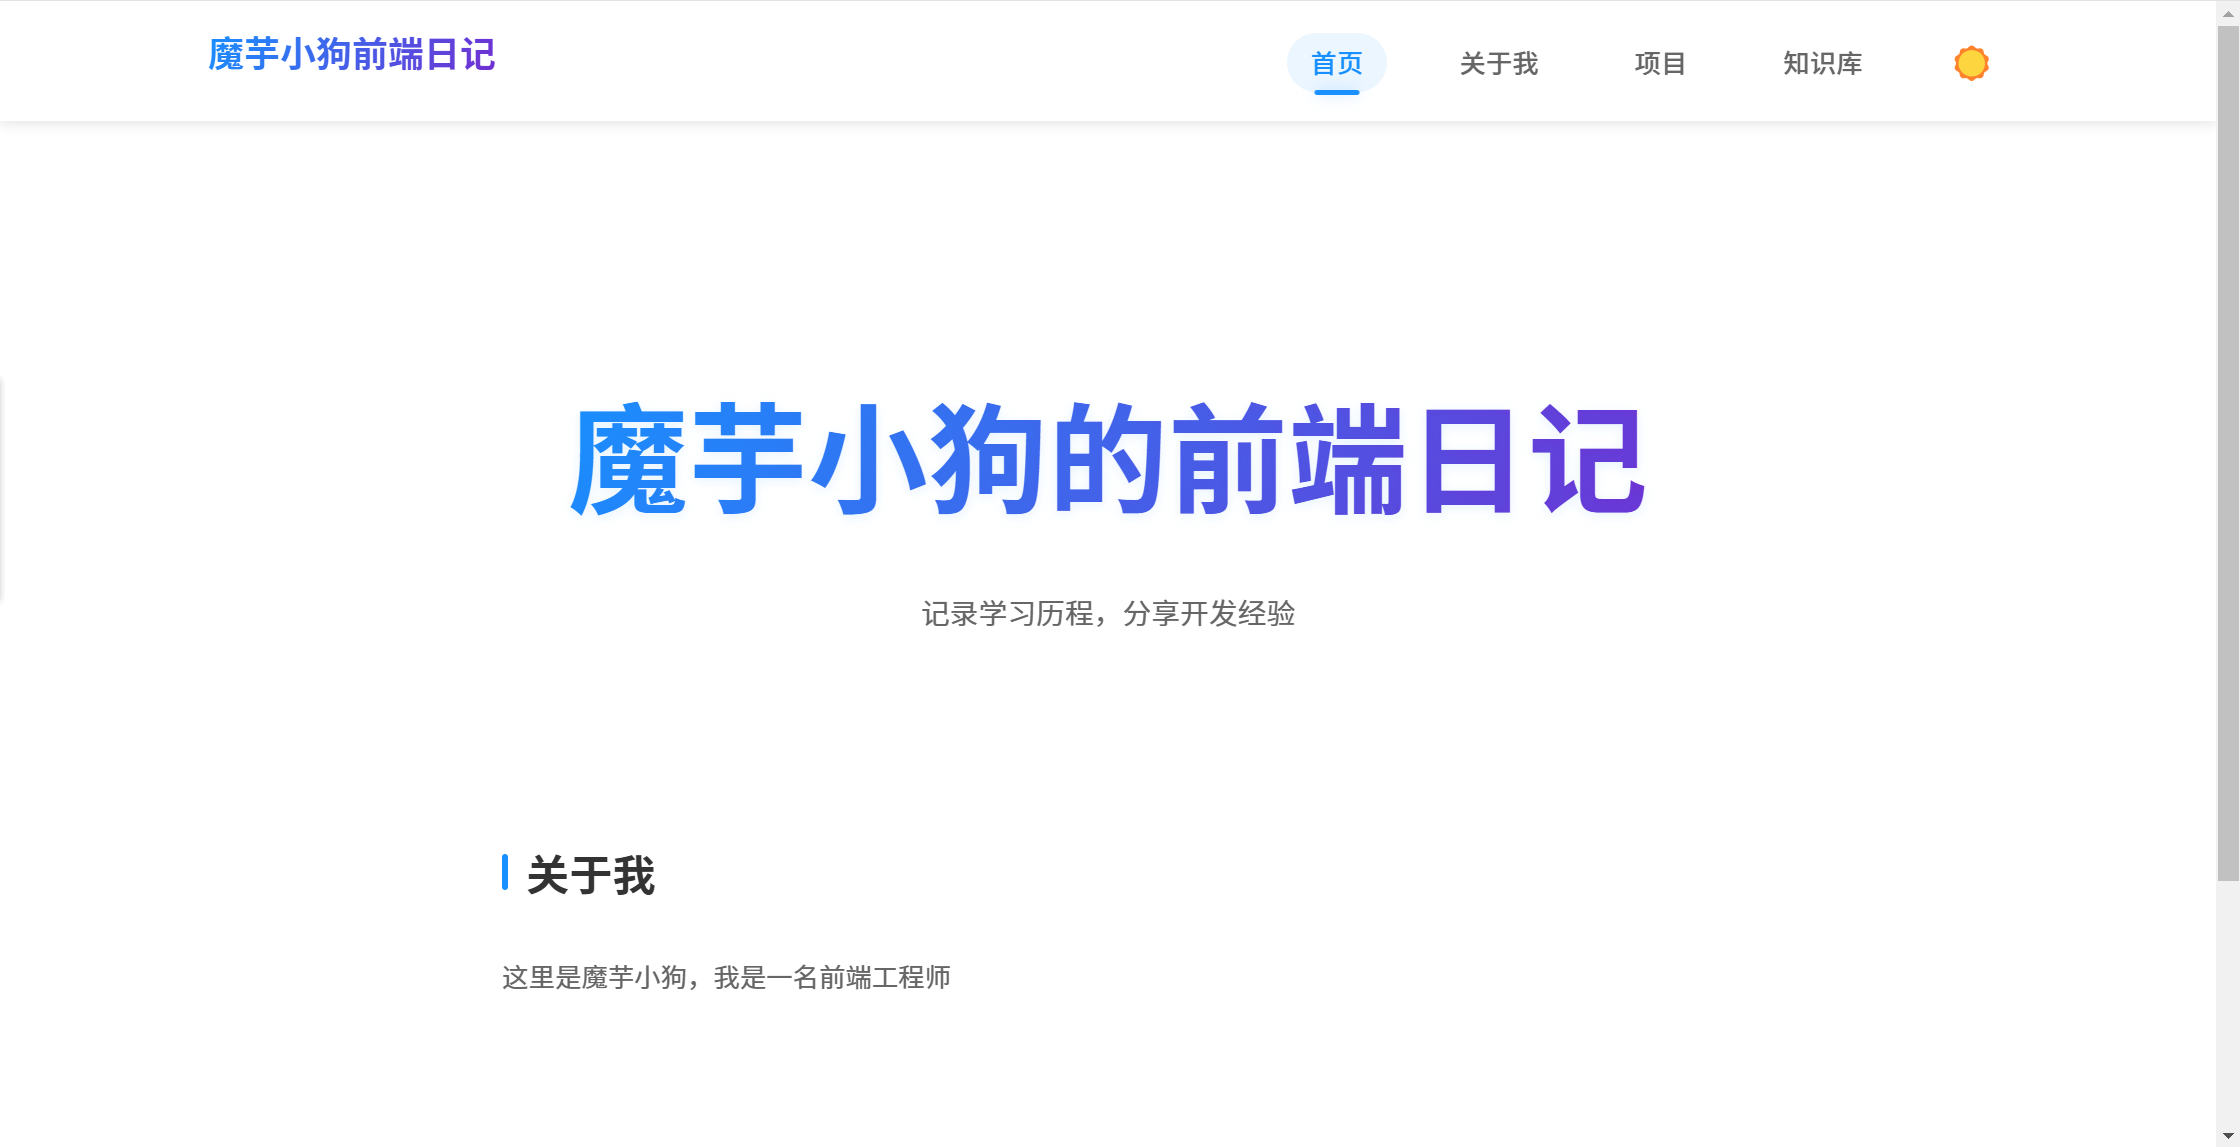 魔芋小狗前端日记
首页 关于我 项目 知识库
魔芋小狗的前端日记
记录学习历程，分享开发经验
关于我
这里是魔芋小狗，我是一名前端工程师